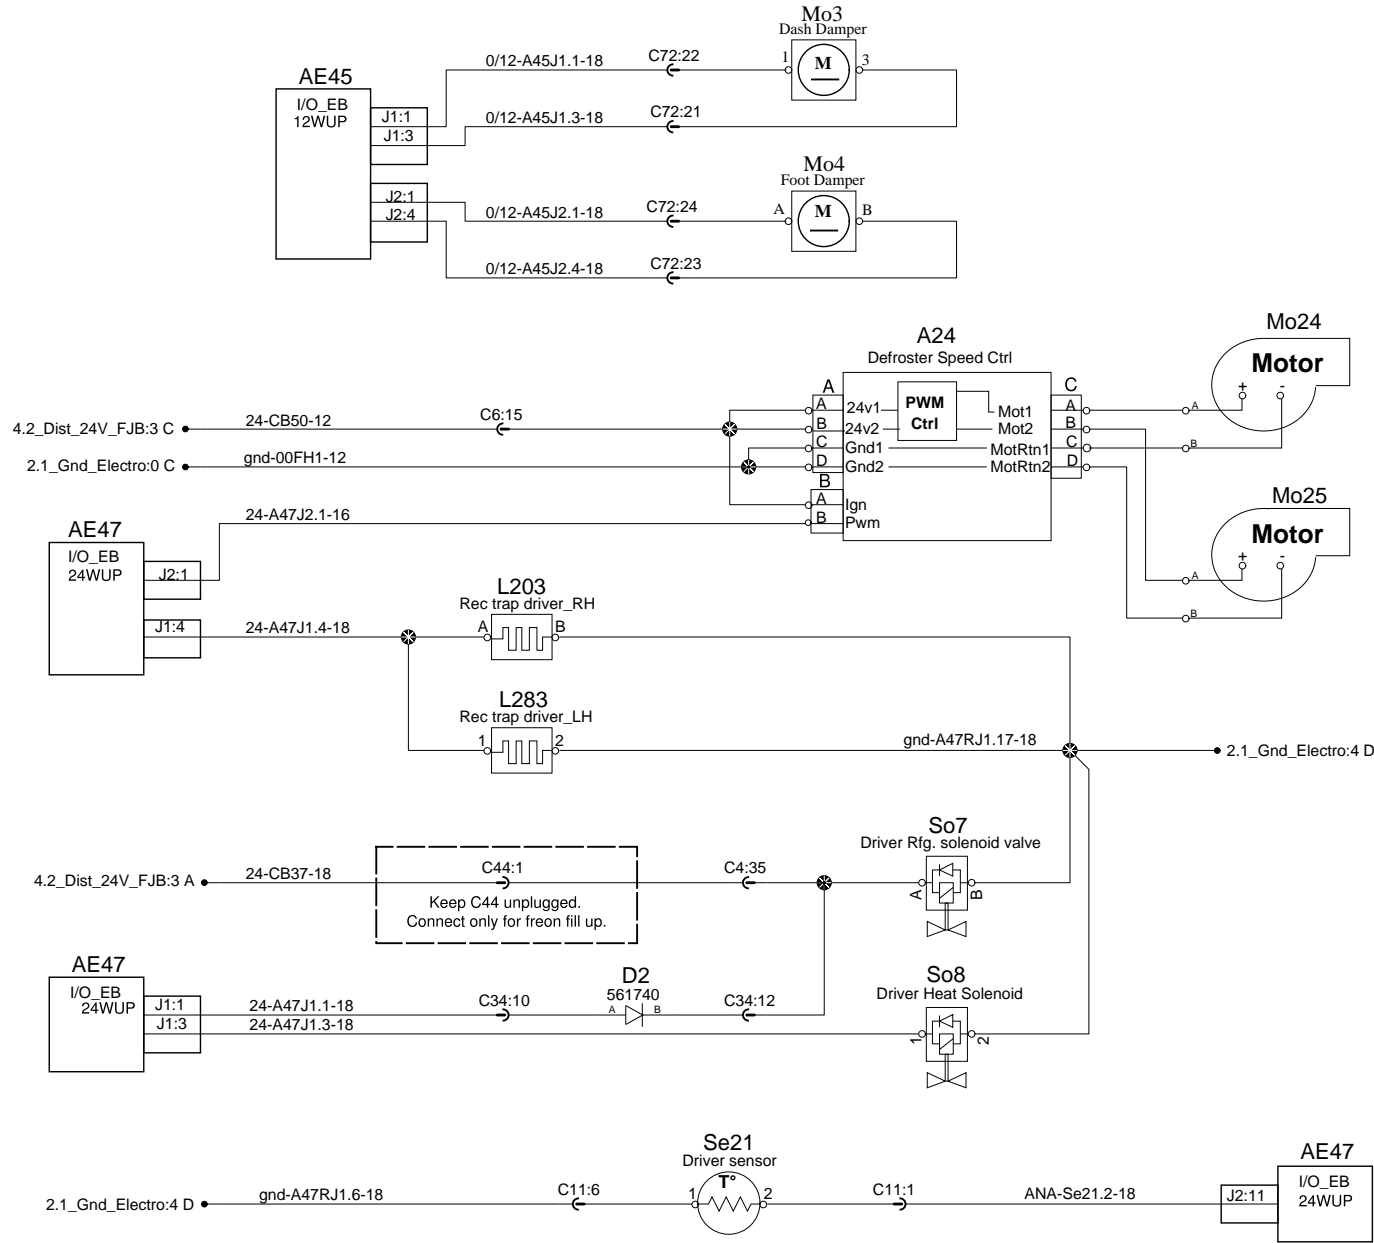 Mo3
Dash Damper
0/12-A45J1.1-18
C72:22
1
M
3
AE45
I/O_EB
12WUP
J1:1
J1:3
0/12-A45J1.3-18
C72:21
Mo4
Foot Damper
J2:1
J2:4
0/12-A45J2.1-18
C72:24
A
M
B
0/12-A45J2.4-18
C72:23
Mo24
Motor
+
-
A24
Defroster Speed Ctrl
A
C
4.2_Dist_24V_FJB:3 C
24-CB50-12
C6:15
A
24v1
PWM
Ctrl
Mot1
A
A
B
24v2
Mot2
B
C
Gnd1
MotRtn1
C
B
2.1_Gnd_Electro:0 C
gnd-00FH1-12
D
Gnd2
MotRtn2
D
B
A
Ign
B
Pwm
24-A47J2.1-16
Mo25
Motor
+
-
A
B
AE47
I/O_EB
24WUP
J2:1
J1:4
24-A47J1.4-18
L203
Rec trap driver_RH
A
B
L283
Rec trap driver_LH
1
2
gnd-A47RJ1.17-18
2.1_Gnd_Electro:4 D
So7
Driver Rfg. solenoid valve
4.2_Dist_24V_FJB:3 A
24-CB37-18
C44:1
C4:35
A
B
Keep C44 unplugged.
Connect only for freon fill up.
AE47
I/O_EB
24WUP
J1:1
J1:3
24-A47J1.1-18
24-A47J1.3-18
C34:10
D2
561740
A
B
C34:12
So8
Driver Heat Solenoid
1
2
Se21
Driver sensor
T°
2.1_Gnd_Electro:4 D
gnd-A47RJ1.6-18
C11:6
1
2
C11:1
ANA-Se21.2-18
AE47
J2:11
I/O_EB
24WUP